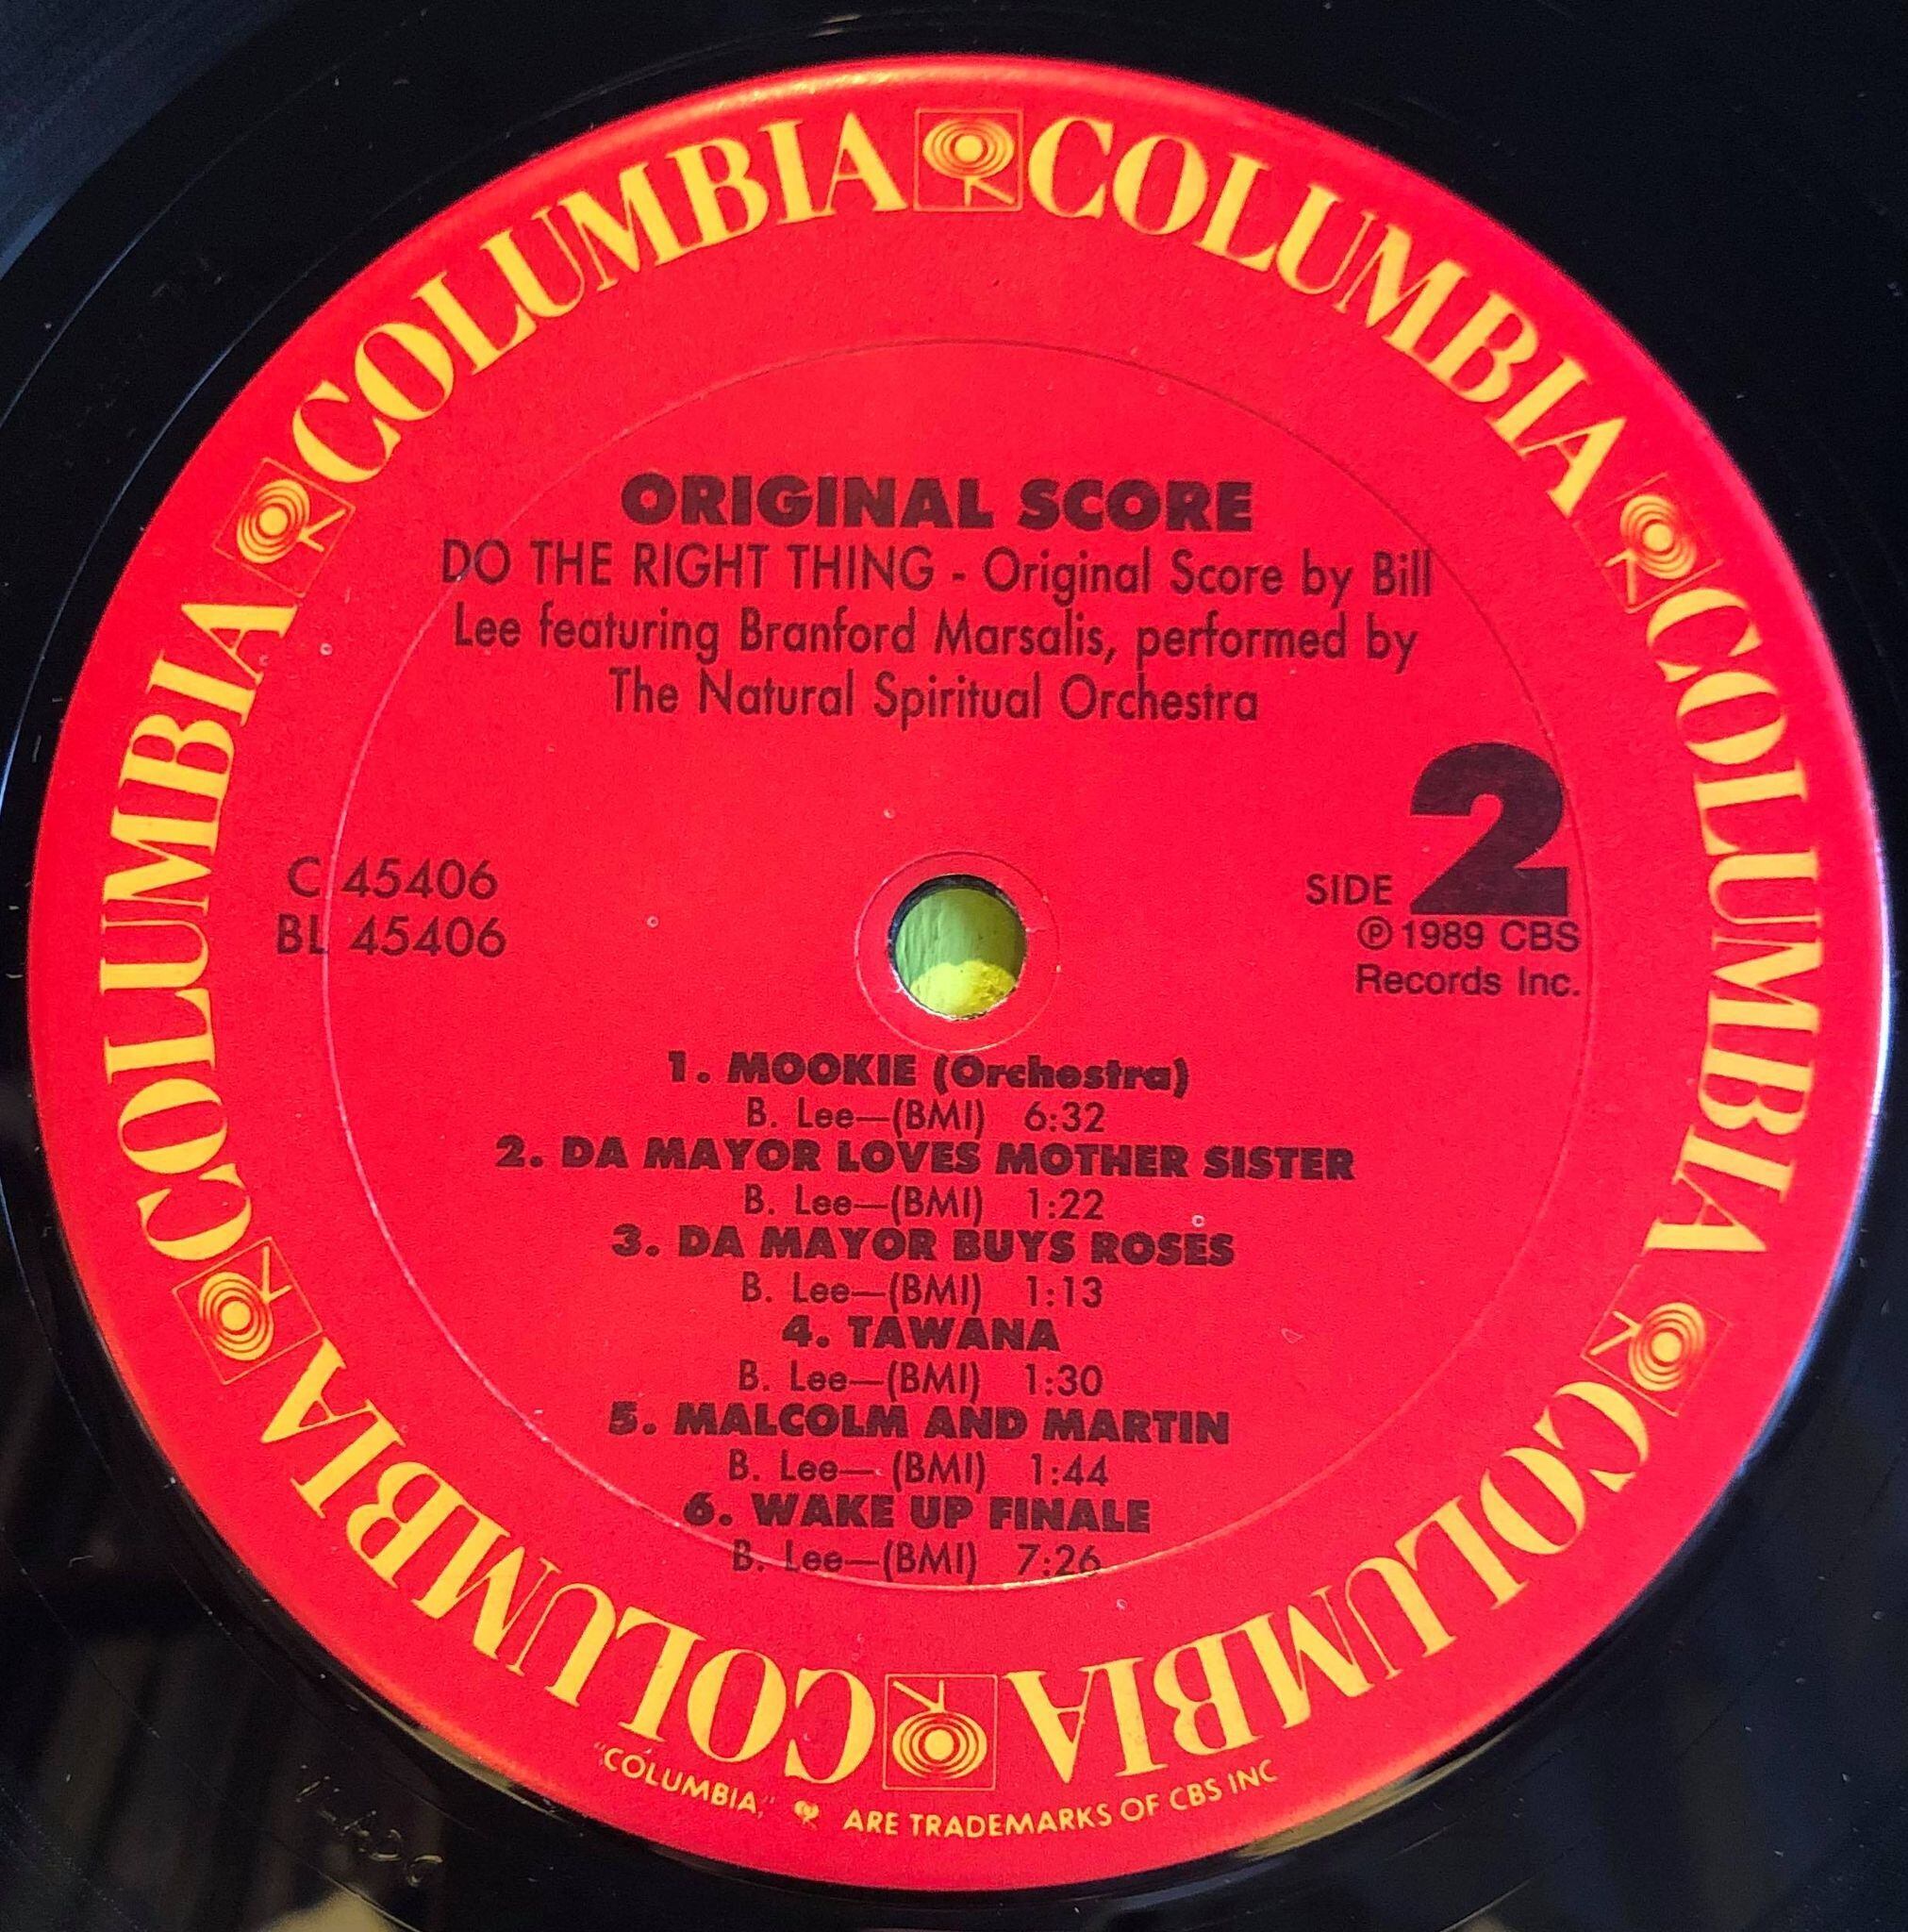 COLUMBIA COLUMBIA COLUMBIA COLUMBIA COLUMBIA COLUMBIA
ORIGINAL SCORE
DO THE RIGHT THING - Original Score by Bill
Lee featuring Branford Marsalis, performed by
The Natural Spiritual Orchestra
C 45406
BL 45406
SIDE 2
℗ 1989 CBS
Records Inc.
1. MOOKIE (Orchestra)
B. Lee—(BMI) 6:32
2. DA MAYOR LOVES MOTHER SISTER
B. Lee—(BMI) 1:22
3. DA MAYOR BUYS ROSES
B. Lee—(BMI) 1:13
4. TAWANA
B. Lee—(BMI) 1:30
5. MALCOLM AND MARTIN
B. Lee— (BMI) 1:44
6. WAKE UP FINALE
B. Lee—(BMI) 7:26
"COLUMBIA," ARE TRADEMARKS OF CBS INC